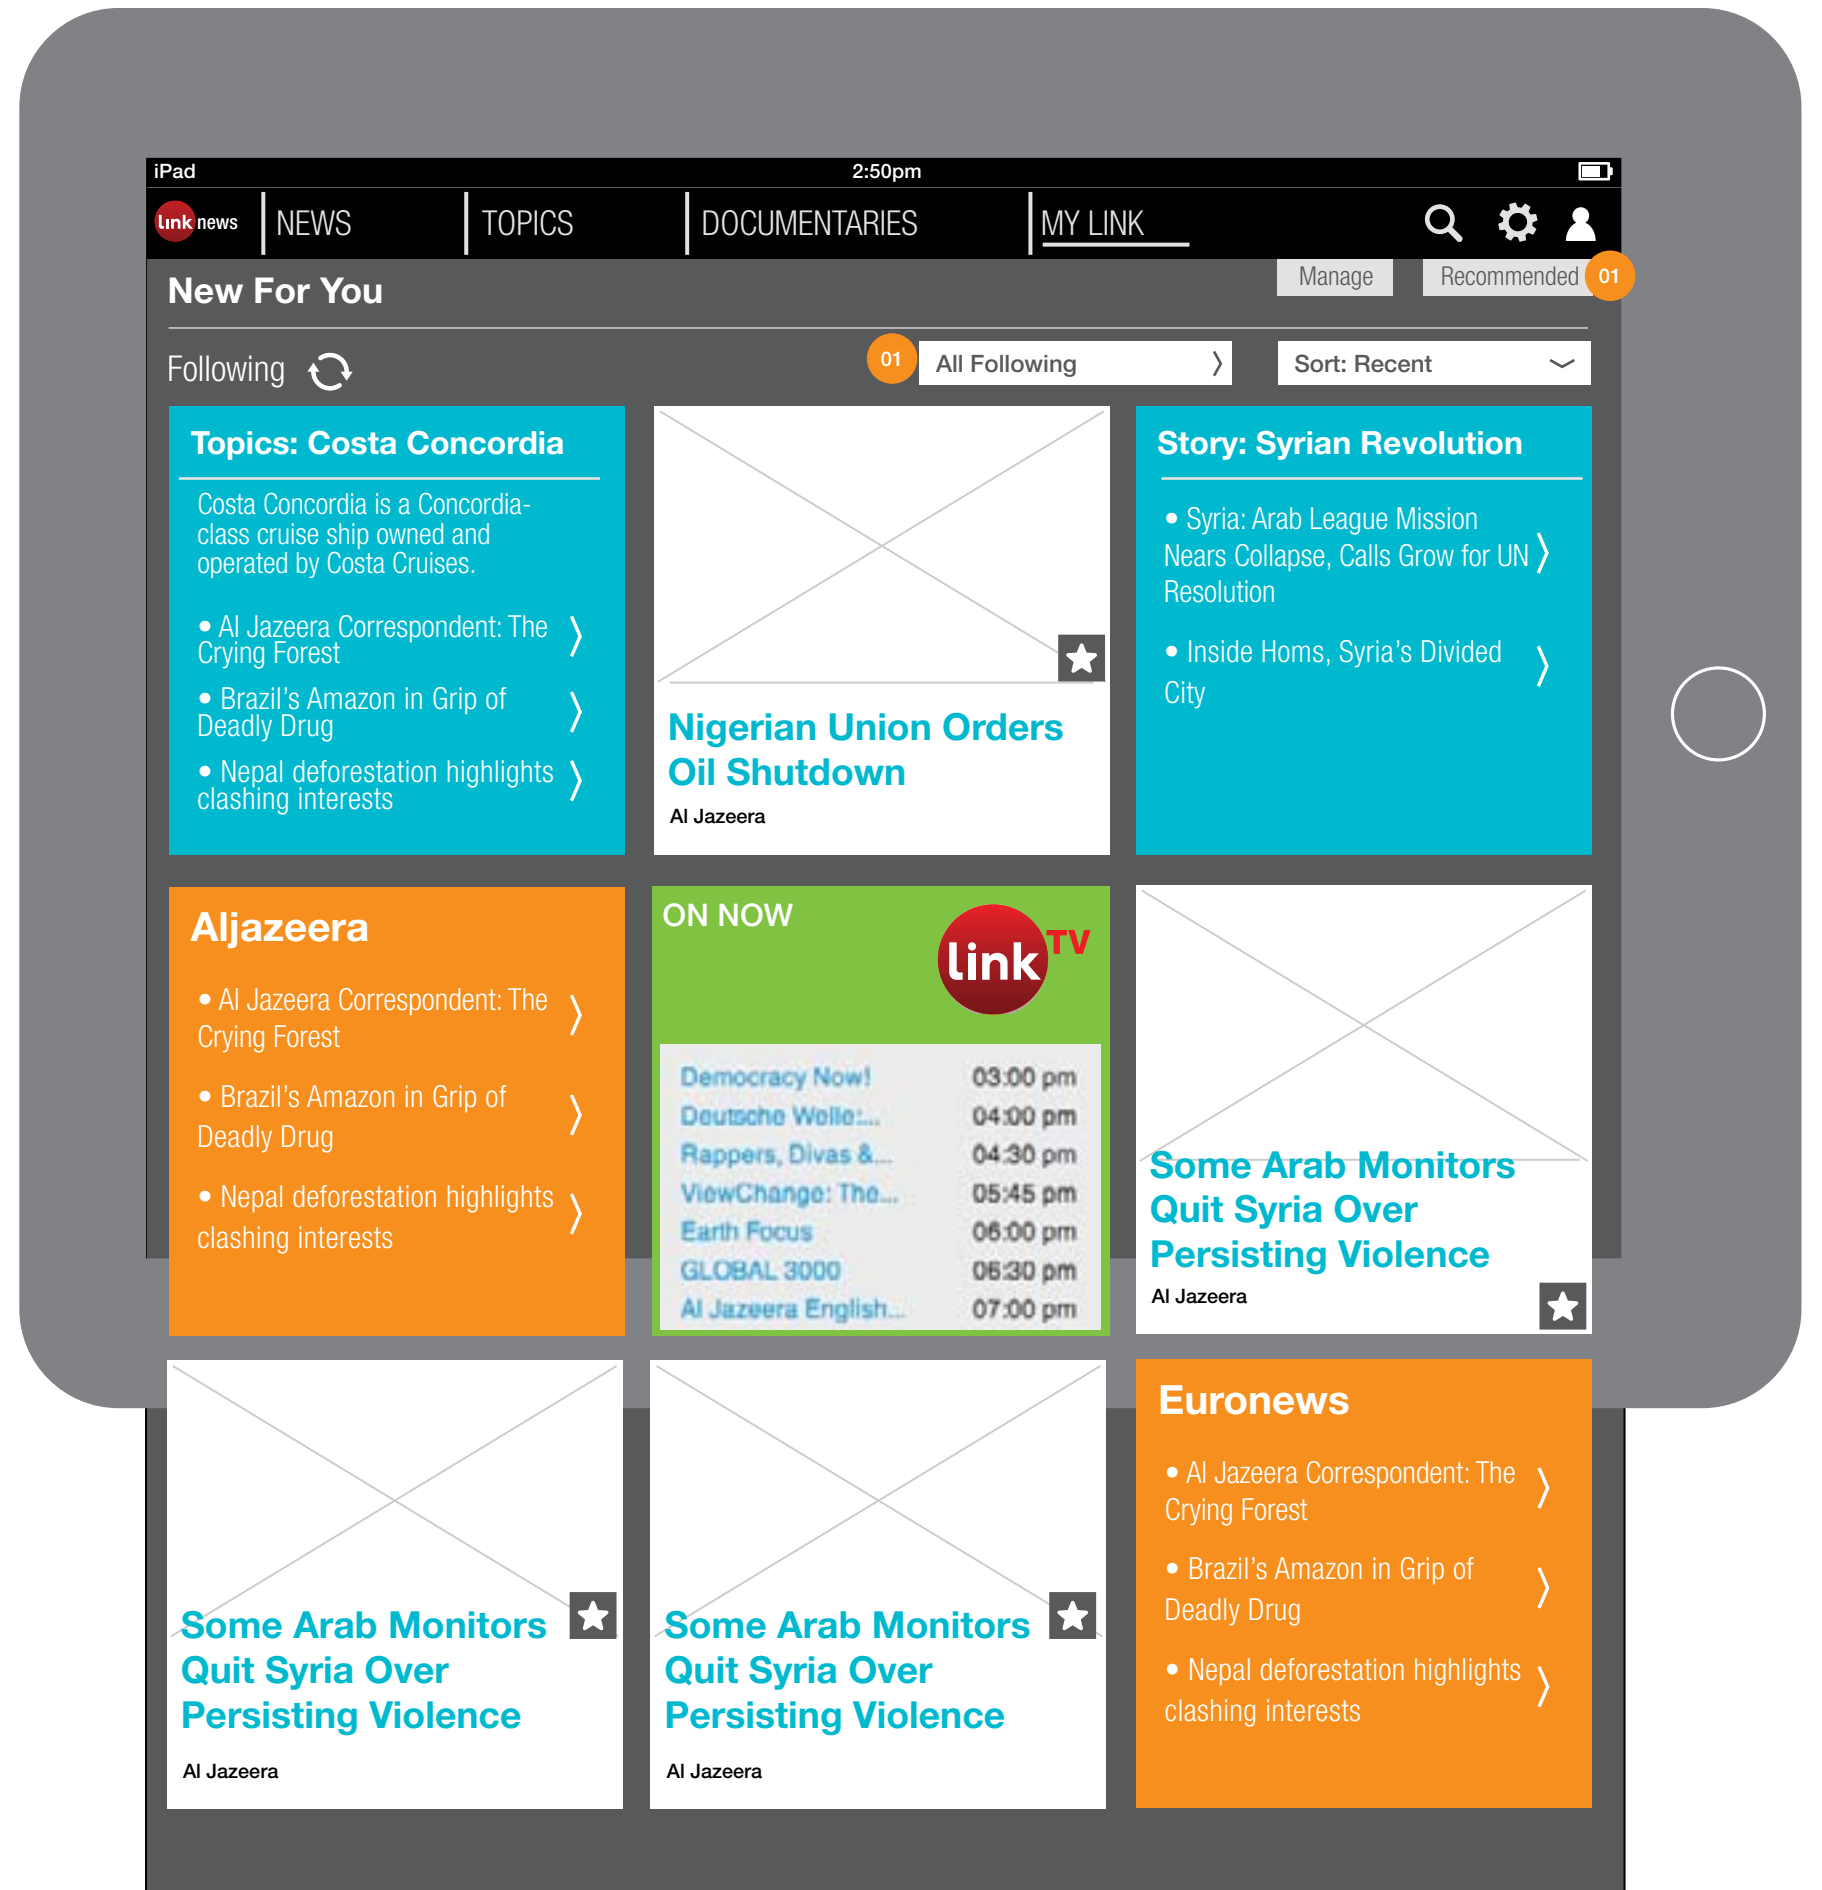 iPad
2:50pm
link news
NEWS
TOPICS
DOCUMENTARIES
MY LINK
New For You
Manage
Recommended
01
Following
01
All Following
Sort: Recent
Topics: Costa Concordia
Costa Concordia is a Concordia-
class cruise ship owned and
operated by Costa Cruises.
• Al Jazeera Correspondent: The
Crying Forest
• Brazil's Amazon in Grip of
Deadly Drug
• Nepal deforestation highlights
clashing interests
Nigerian Union Orders
Oil Shutdown
Al Jazeera
Story: Syrian Revolution
• Syria: Arab League Mission
Nears Collapse, Calls Grow for UN
Resolution
• Inside Homs, Syria's Divided
City
Aljazeera
• Al Jazeera Correspondent: The
Crying Forest
• Brazil's Amazon in Grip of
Deadly Drug
• Nepal deforestation highlights
clashing interests
ON NOW
link TV
Democracy Now! 03:00 pm
Deutsche Welle:... 04:00 pm
Rappers, Divas &... 04:30 pm
ViewChange: The... 05:45 pm
Earth Focus 06:00 pm
GLOBAL 3000 06:30 pm
Al Jazeera English... 07:00 pm
Some Arab Monitors
Quit Syria Over
Persisting Violence
Al Jazeera
Some Arab Monitors
Quit Syria Over
Persisting Violence
Al Jazeera
Some Arab Monitors
Quit Syria Over
Persisting Violence
Al Jazeera
Euronews
• Al Jazeera Correspondent: The
Crying Forest
• Brazil's Amazon in Grip of
Deadly Drug
• Nepal deforestation highlights
clashing interests